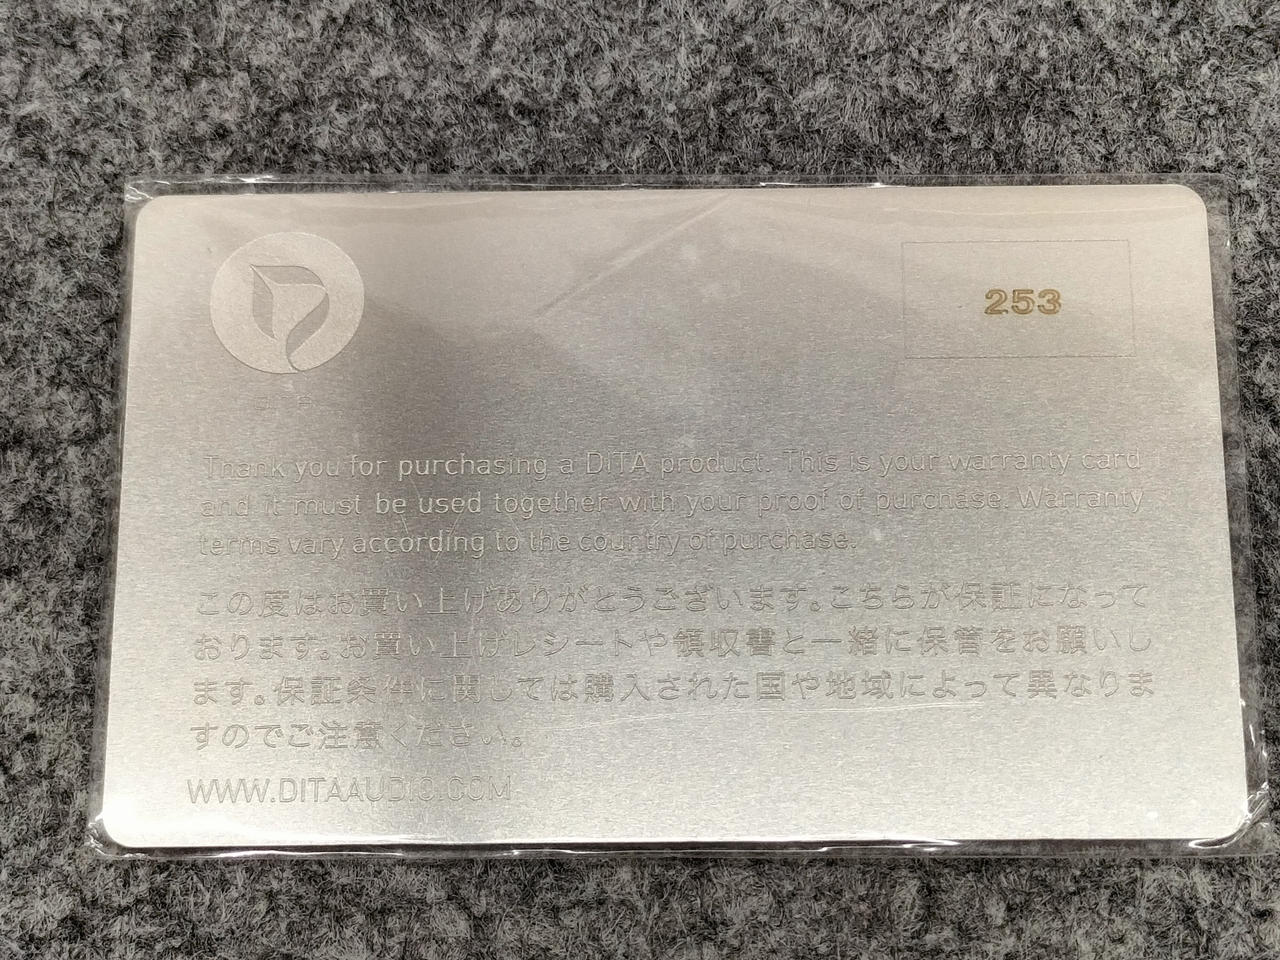 253
Thank you for purchasing a DITA product. This is your warranty card
and it must be used together with your proof of purchase. Warranty
terms vary according to the country of purchase.
この度はお買い上げありがとうございます。こちらが保証になって
おります。お買い上げレシートや領収書と一緒に保管をお願いし
ます。保証条件に関しては購入された国や地域によって異なりま
すのでご注意ください。
WWW.DITAAUDIO.COM